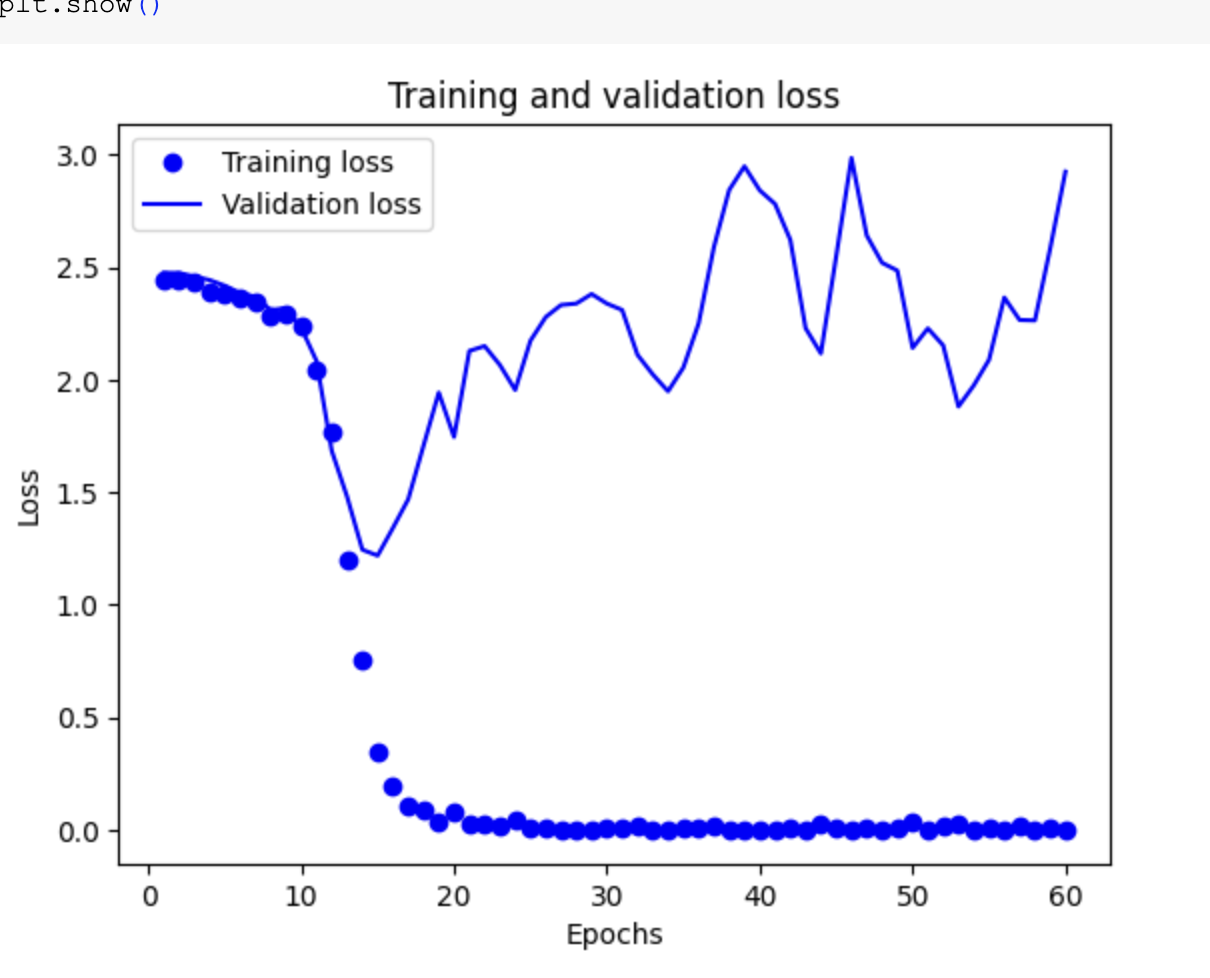 plt.show()
Training and validation loss
Training loss
Validation loss
3.0
2.5
2.0
1.5
1.0
0.5
0.0
Loss
0 10 20 30 40 50 60
Epochs